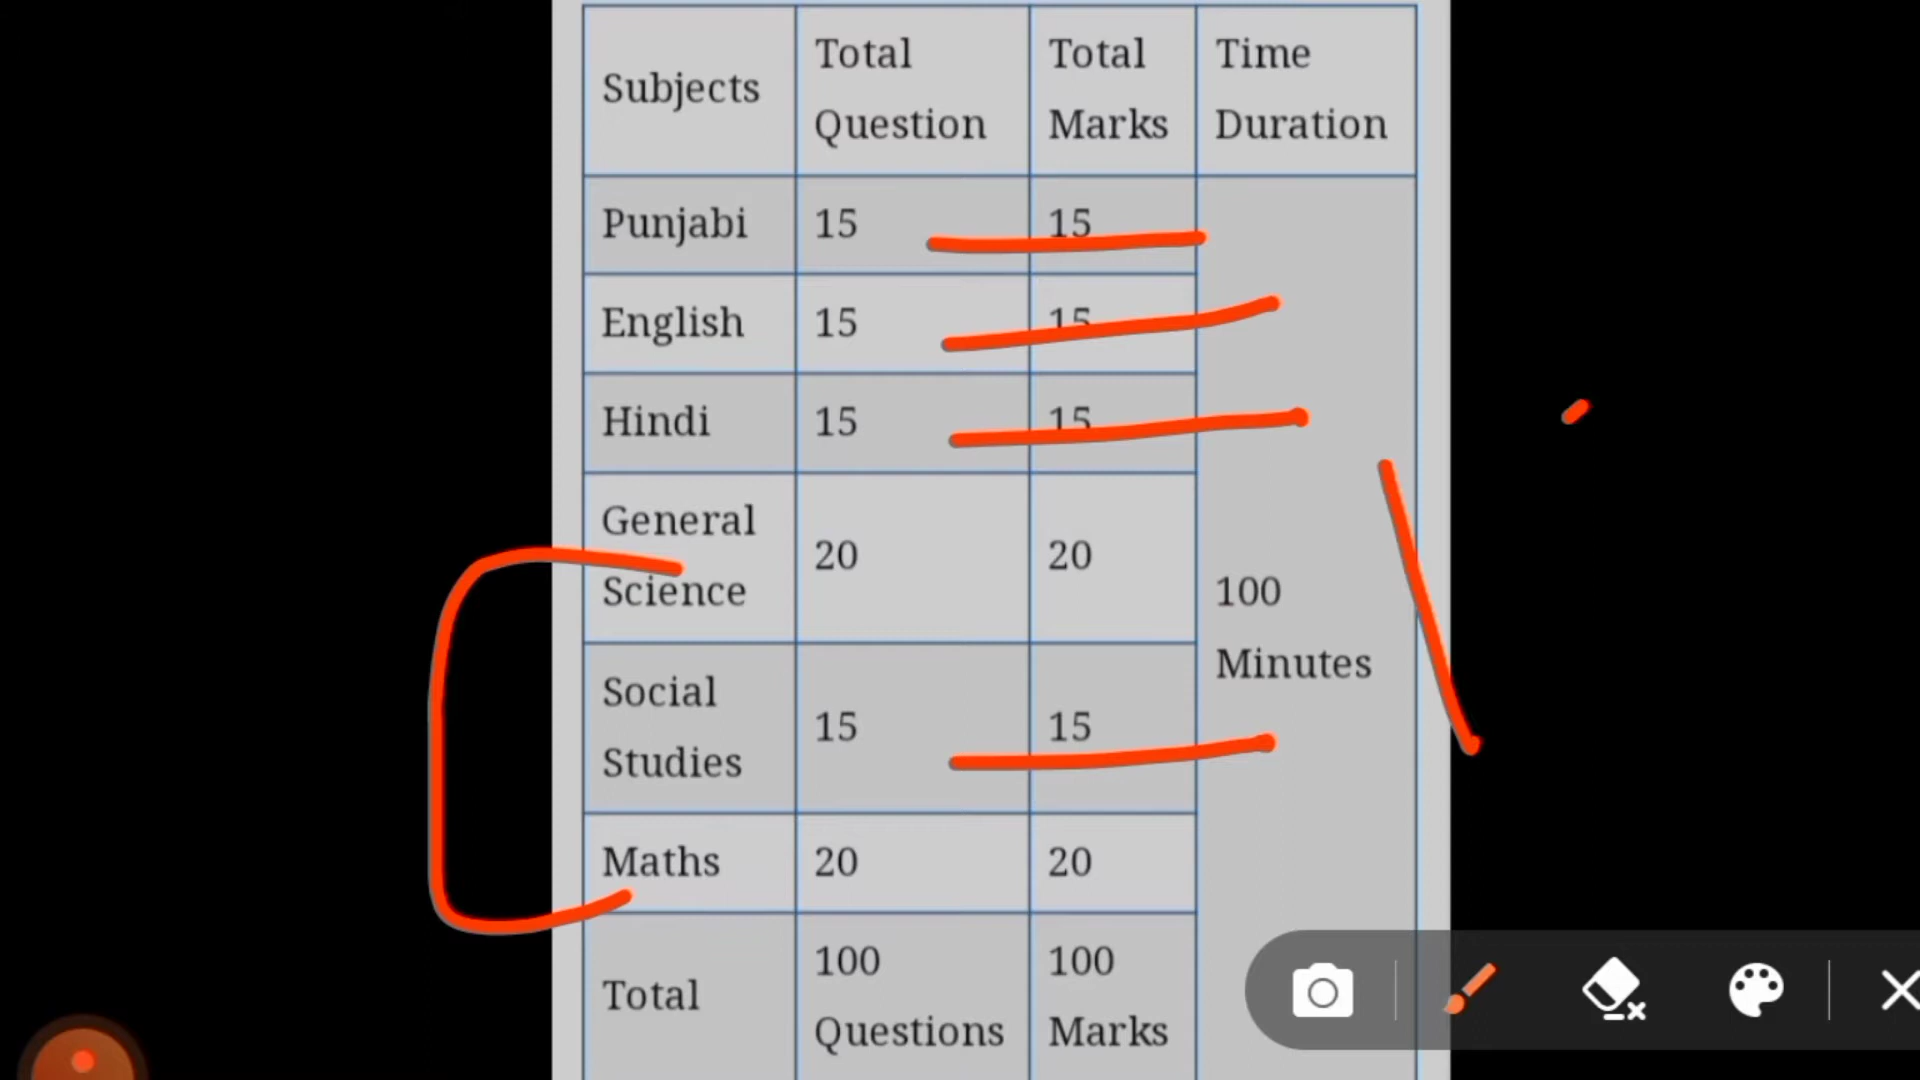 Subjects Total Question Total Marks Time Duration
Punjabi 15 15
English 15 15
Hindi 15 15
General Science 20 20
100 Minutes
Social Studies 15 15
Maths 20 20
Total 100 Questions 100 Marks